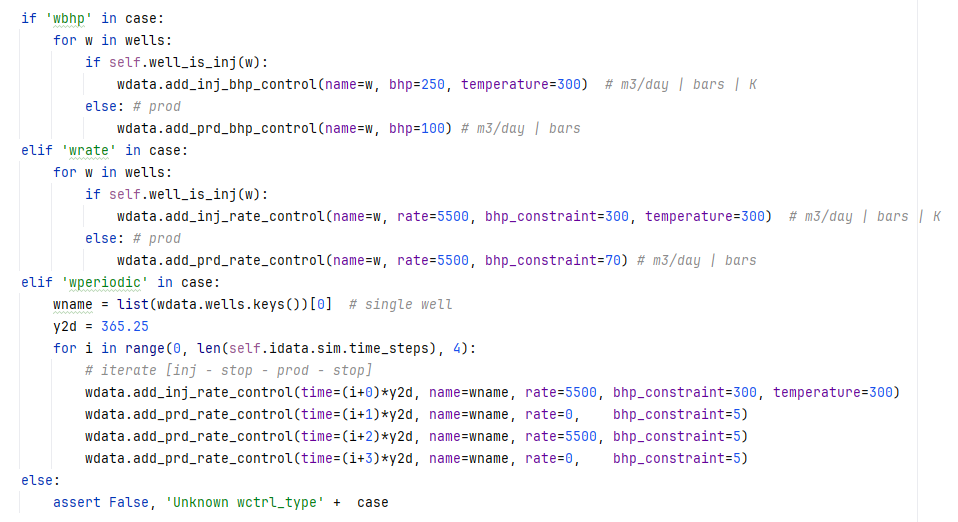 if 'wbhp' in case:
    for w in wells:
        if self.well_is_inj(w):
            wdata.add_inj_bhp_control(name=w, bhp=250, temperature=300)  # m3/day | bars | K
        else: # prod
            wdata.add_prd_bhp_control(name=w, bhp=100) # m3/day | bars
elif 'wrate' in case:
    for w in wells:
        if self.well_is_inj(w):
            wdata.add_inj_rate_control(name=w, rate=5500, bhp_constraint=300, temperature=300)  # m3/day | bars | K
        else: # prod
            wdata.add_prd_rate_control(name=w, rate=5500, bhp_constraint=70) # m3/day | bars
elif 'wperiodic' in case:
    wname = list(wdata.wells.keys())[0]  # single well
    y2d = 365.25
    for i in range(0, len(self.idata.sim.time_steps), 4):
        # iterate [inj - stop - prod - stop]
        wdata.add_inj_rate_control(time=(i+0)*y2d, name=wname, rate=5500, bhp_constraint=300, temperature=300)
        wdata.add_prd_rate_control(time=(i+1)*y2d, name=wname, rate=0,    bhp_constraint=5)
        wdata.add_prd_rate_control(time=(i+2)*y2d, name=wname, rate=5500, bhp_constraint=5)
        wdata.add_prd_rate_control(time=(i+3)*y2d, name=wname, rate=0,    bhp_constraint=5)
else:
    assert False, 'Unknown wctrl_type' +  case